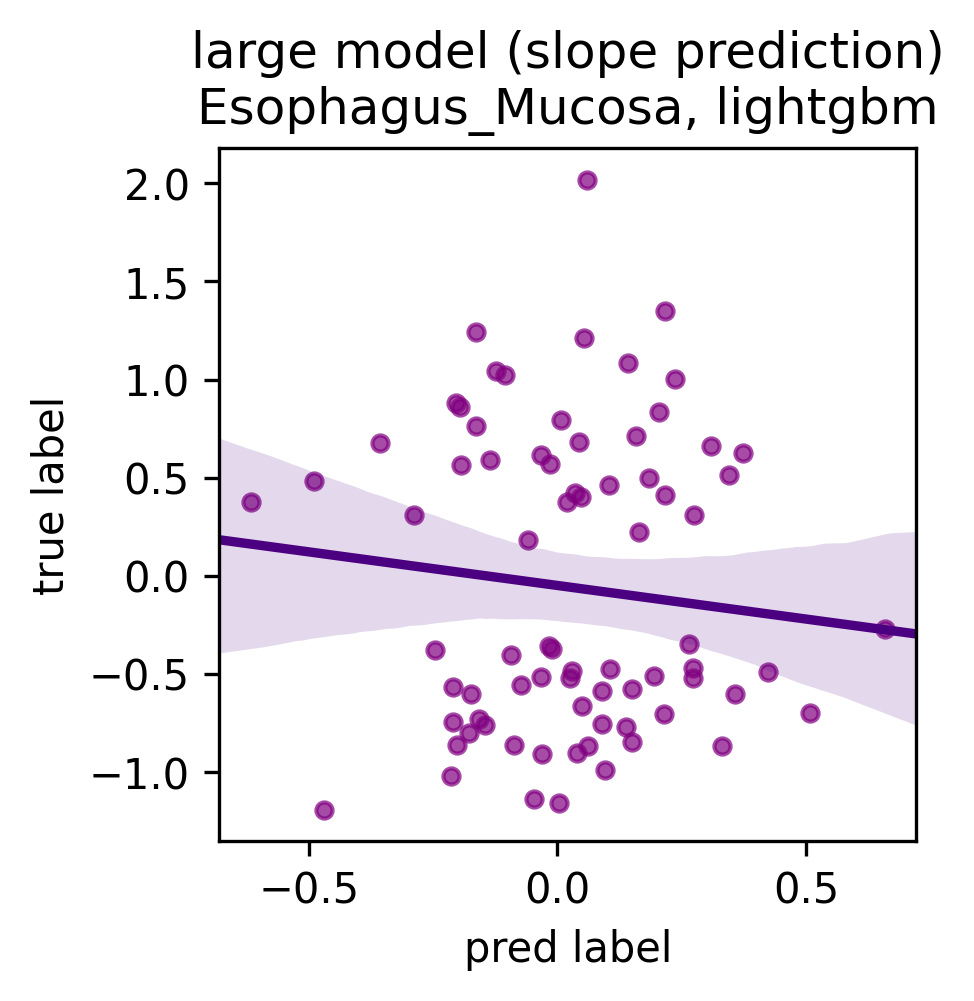 large model (slope prediction)
Esophagus_Mucosa, lightgbm
2.0
1.5
1.0
0.5
0.0
−0.5
−1.0
true label
−0.5 0.0 0.5
pred label